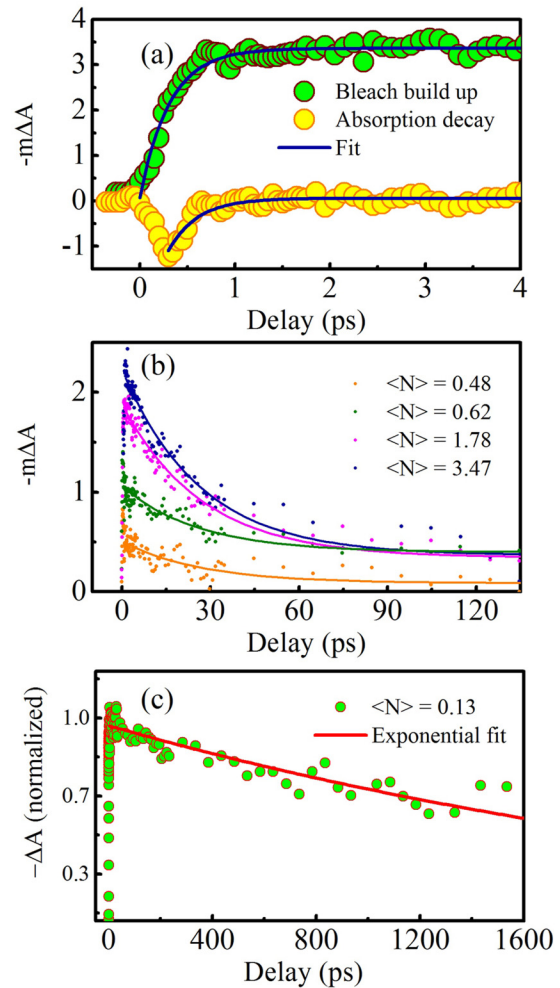 (a)
4
3
2
1
0
-1
-mΔA
Bleach build up
Absorption decay
Fit
0 1 2 3 4
Delay (ps)
(b)
2
1
0
-mΔA
<N> = 0.48
<N> = 0.62
<N> = 1.78
<N> = 3.47
0 30 60 90 120
Delay (ps)
(c)
1.0
0.7
0.3
−ΔA (normalized)
<N> = 0.13
Exponential fit
0 400 800 1200 1600
Delay (ps)